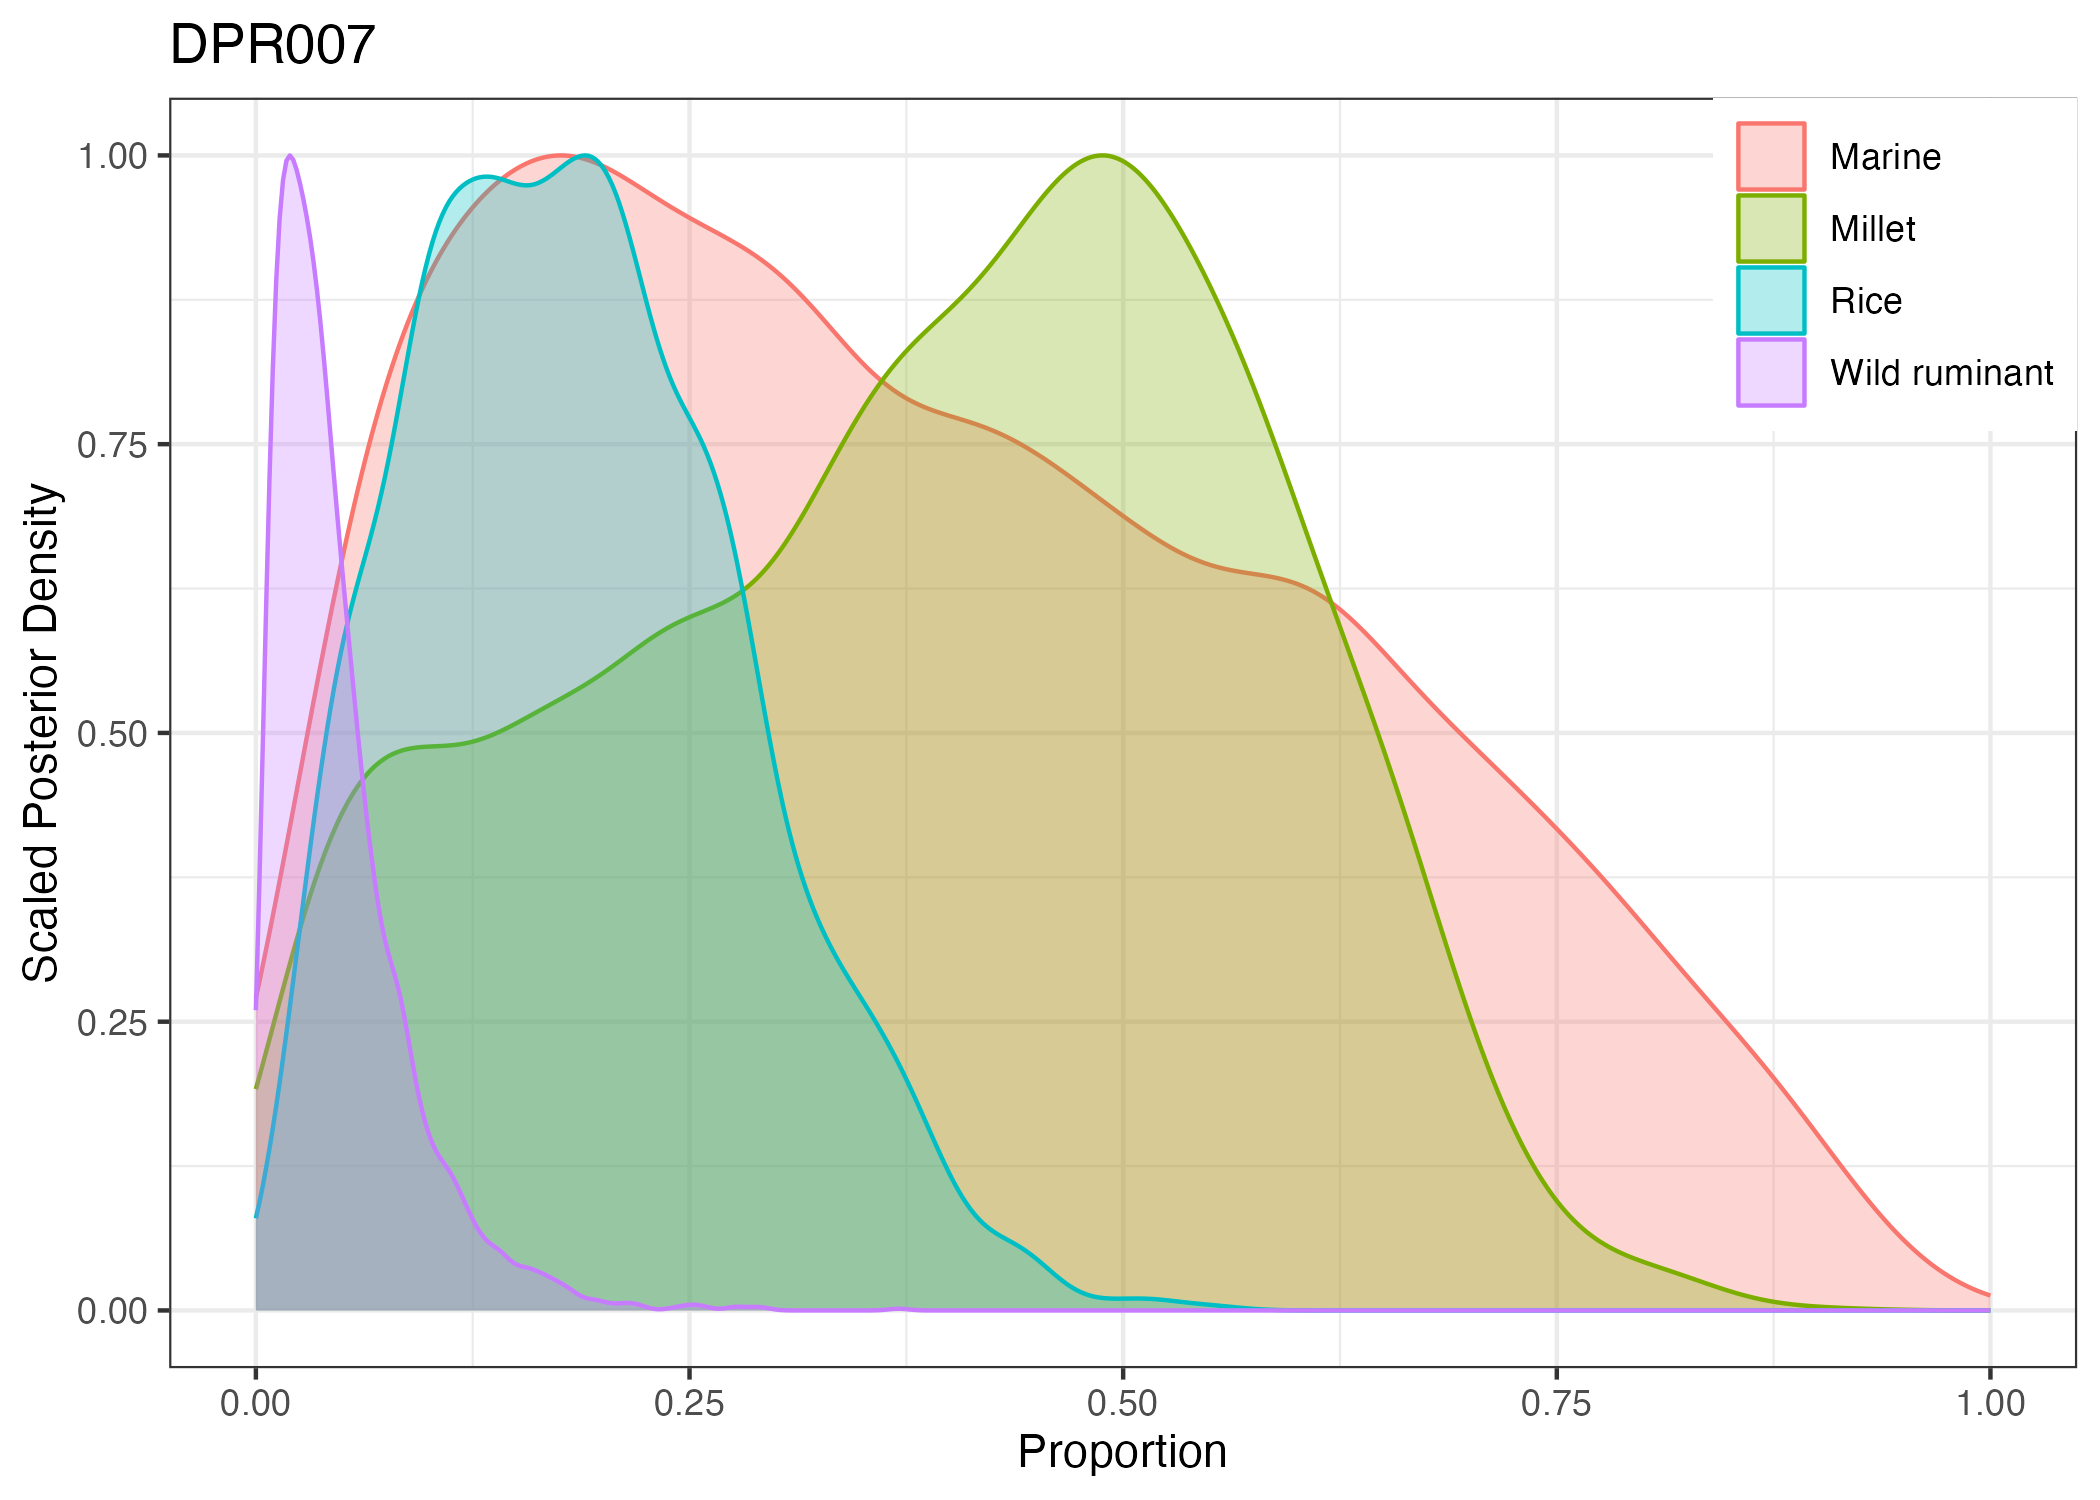 DPR007
Marine
Millet
Rice
Wild ruminant
Scaled Posterior Density
1.00
0.75
0.50
0.25
0.00
0.00 0.25 0.50 0.75 1.00
Proportion